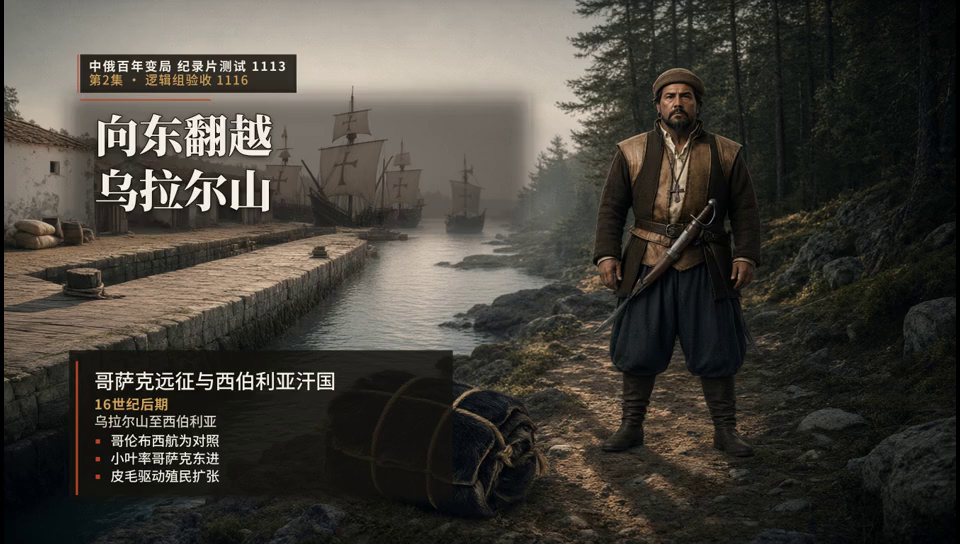 中俄百年变局 纪录片测试 1113
第2集 · 逻辑组验收 1116
向东翻越
乌拉尔山
哥萨克远征与西伯利亚汗国
16世纪后期
乌拉尔山至西伯利亚
哥伦布西航为对照
小叶率哥萨克东进
皮毛驱动殖民扩张